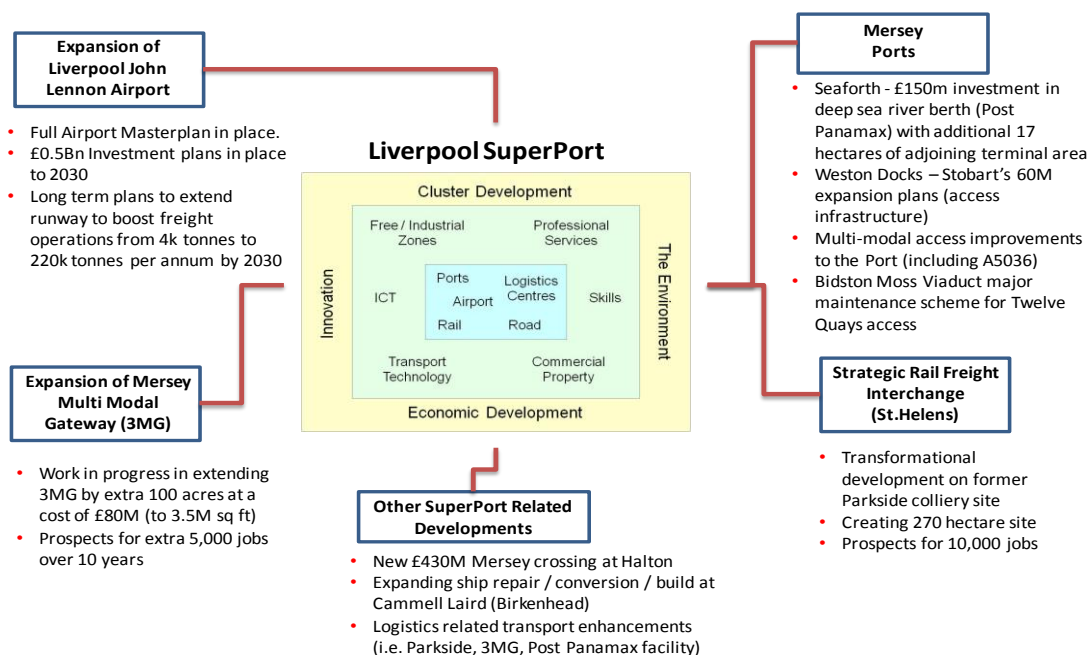 Expansion of
Liverpool John
Lennon Airport
• Full Airport Masterplan in place.
• £0.5Bn Investment plans in place
to 2030
• Long term plans to extend
runway to boost freight
operations from 4k tonnes to
220k tonnes per annum by 2030
Expansion of Mersey
Multi Modal
Gateway (3MG)
• Work in progress in extending
3MG by extra 100 acres at a
cost of £80M (to 3.5M sq ft)
• Prospects for extra 5,000 jobs
over 10 years
Liverpool SuperPort
Cluster Development
Innovation
Free / Industrial
Zones
Professional
Services
ICT
Ports
Logistics
Centres
Airport
Rail
Road
Skills
Transport
Technology
Commercial
Property
The Environment
Economic Development
Other SuperPort Related
Developments
• New £430M Mersey crossing at Halton
• Expanding ship repair / conversion / build at
Cammell Laird (Birkenhead)
• Logistics related transport enhancements
(i.e. Parkside, 3MG, Post Panamax facility)
Mersey
Ports
• Seaforth - £150m investment in
deep sea river berth (Post
Panamax) with additional 17
hectares of adjoining terminal area
• Weston Docks – Stobart's 60M
expansion plans (access
infrastructure)
• Multi-modal access improvements
to the Port (including A5036)
• Bidston Moss Viaduct major
maintenance scheme for Twelve
Quays access
Strategic Rail Freight
Interchange
(St.Helens)
• Transformational
development on former
Parkside colliery site
• Creating 270 hectare site
• Prospects for 10,000 jobs